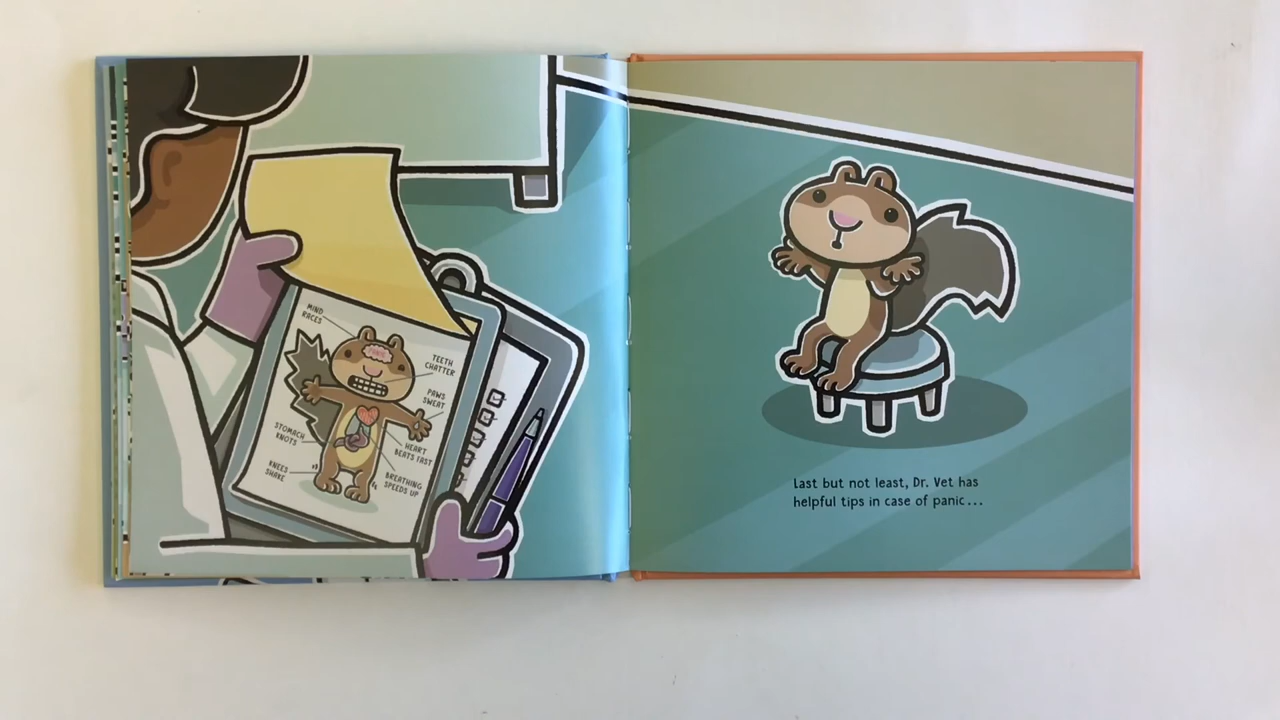 MIND
RACES
TEETH
CHATTER
PAWS
SWEAT
STOMACH
KNOTS
HEART
BEATS FAST
KNEES
SHAKE
BREATHING
SPEEDS UP
Last but not least, Dr. Vet has
helpful tips in case of panic...